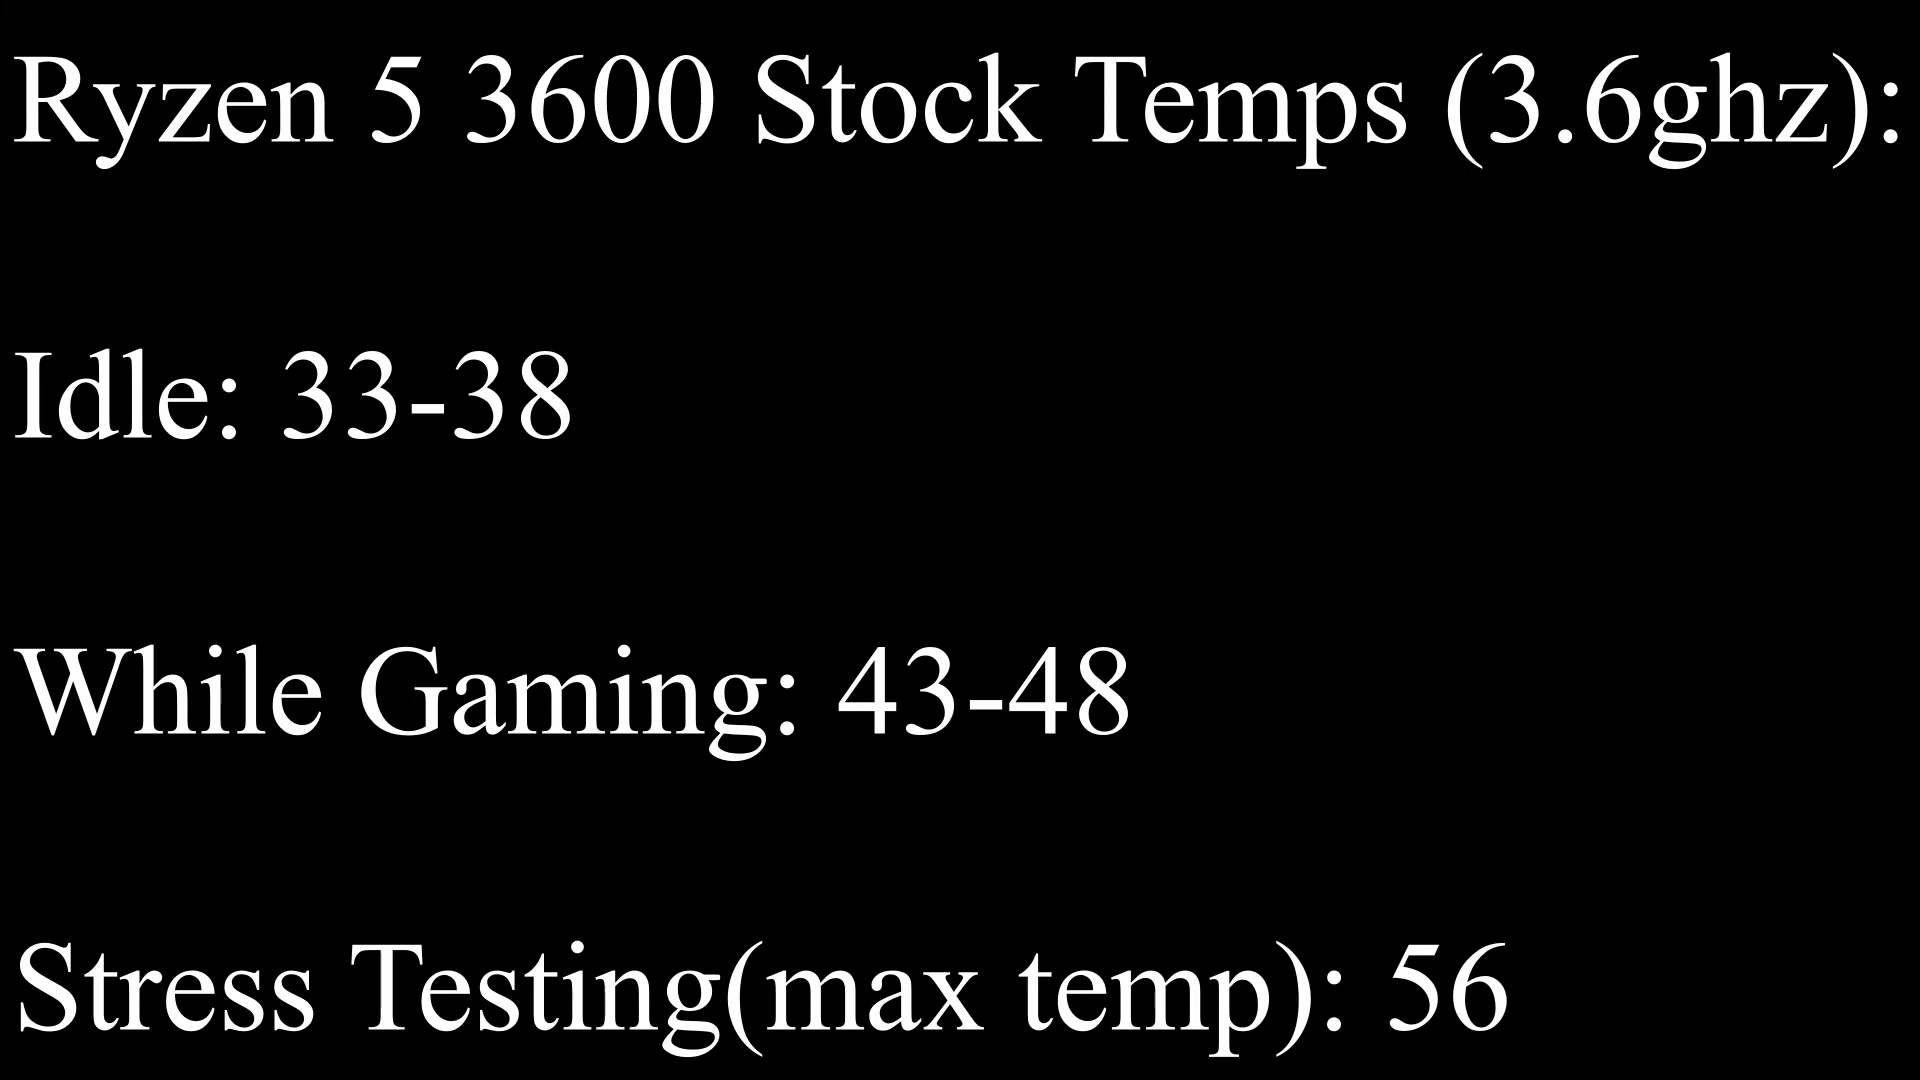 Ryzen 5 3600 Stock Temps (3.6ghz):
Idle: 33-38
While Gaming: 43-48
Stress Testing(max temp): 56